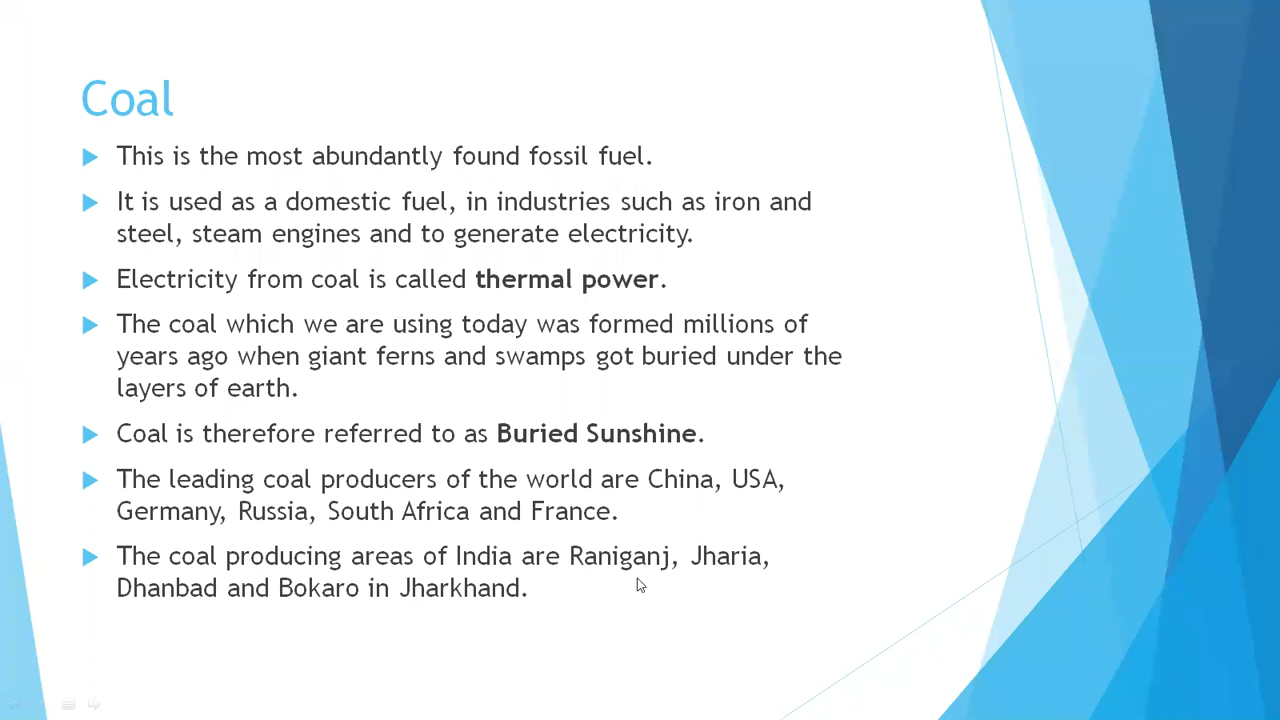 Coal
This is the most abundantly found fossil fuel.
It is used as a domestic fuel, in industries such as iron and
steel, steam engines and to generate electricity.
Electricity from coal is called thermal power.
The coal which we are using today was formed millions of
years ago when giant ferns and swamps got buried under the
layers of earth.
Coal is therefore referred to as Buried Sunshine.
The leading coal producers of the world are China, USA,
Germany, Russia, South Africa and France.
The coal producing areas of India are Raniganj, Jharia,
Dhanbad and Bokaro in Jharkhand.